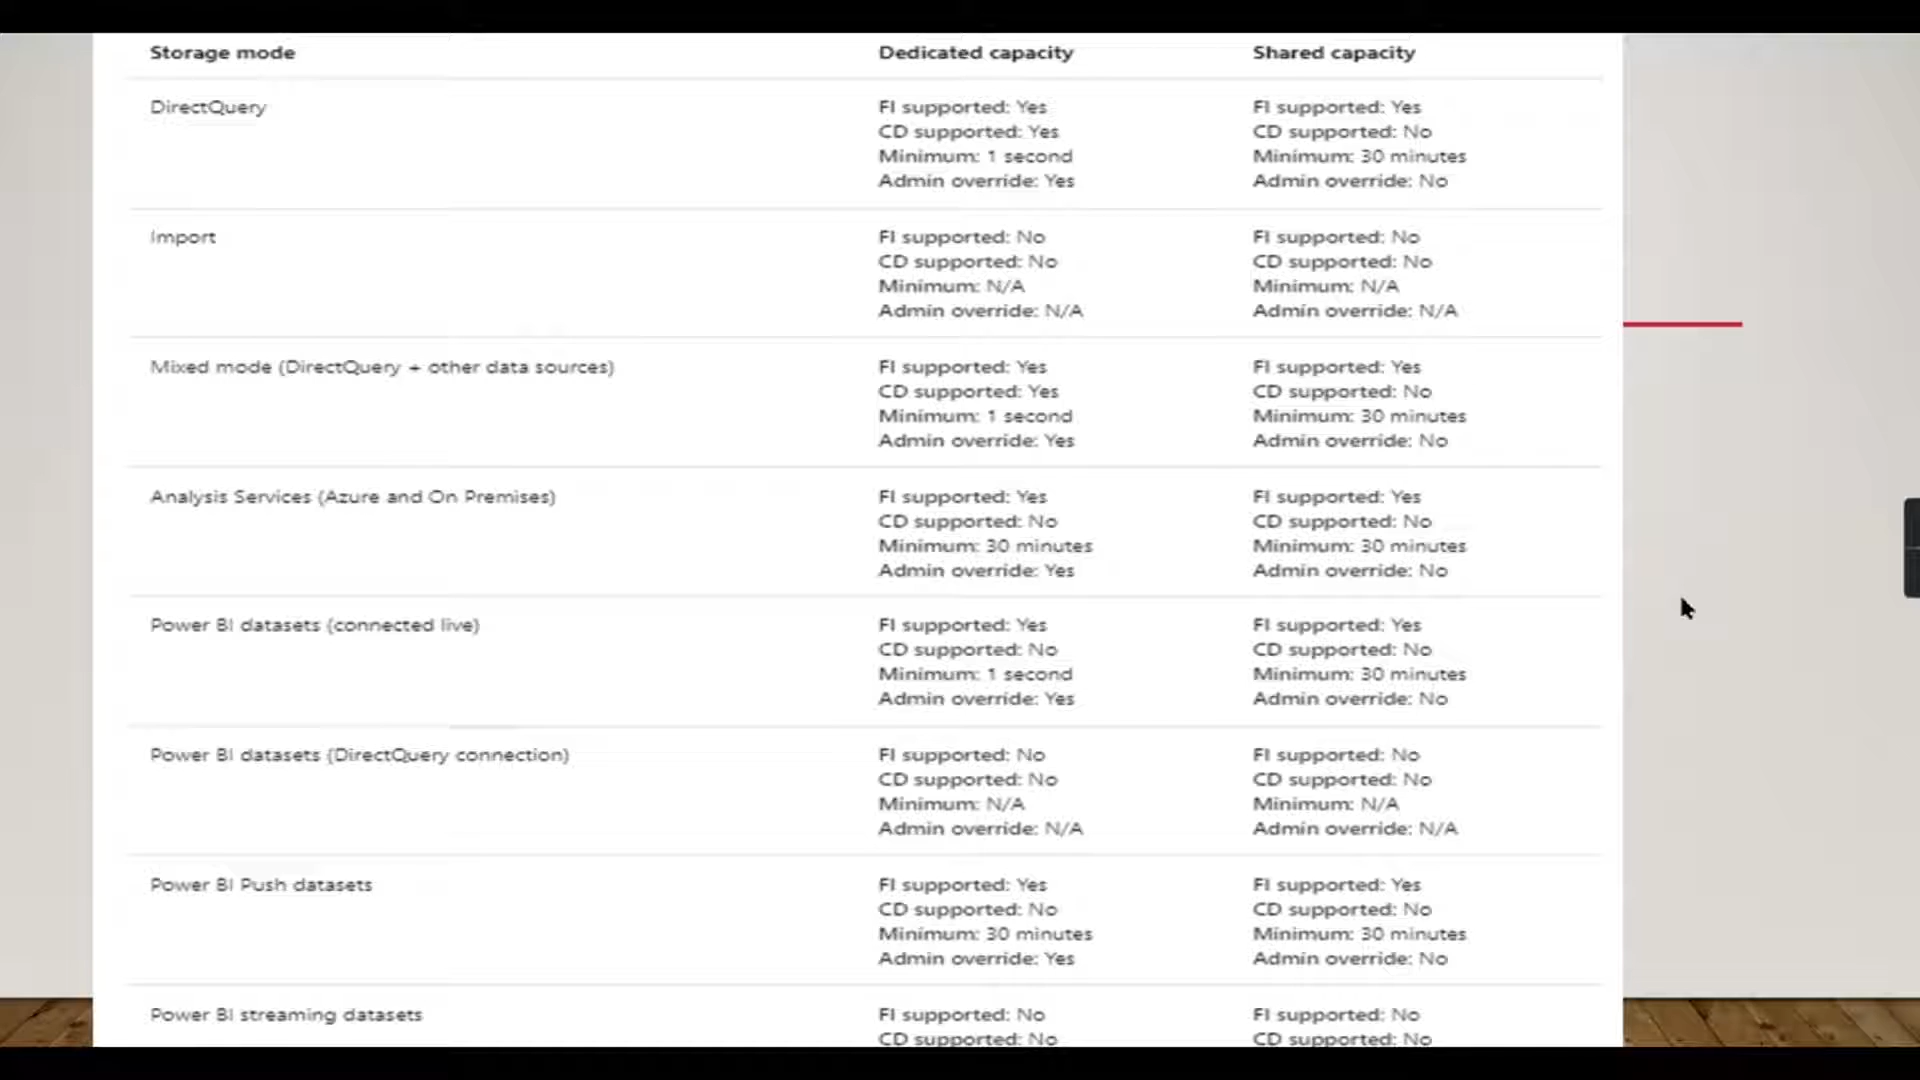 Storage mode Dedicated capacity Shared capacity
DirectQuery FI supported: Yes FI supported: Yes
CD supported: Yes CD supported: No
Minimum: 1 second Minimum: 30 minutes
Admin override: Yes Admin override: No
Import FI supported: No FI supported: No
CD supported: No CD supported: No
Minimum: N/A Minimum: N/A
Admin override: N/A Admin override: N/A
Mixed mode (DirectQuery + other data sources) FI supported: Yes FI supported: Yes
CD supported: Yes CD supported: No
Minimum: 1 second Minimum: 30 minutes
Admin override: Yes Admin override: No
Analysis Services (Azure and On Premises) FI supported: Yes FI supported: Yes
CD supported: No CD supported: No
Minimum: 30 minutes Minimum: 30 minutes
Admin override: Yes Admin override: No
Power BI datasets (connected live) FI supported: Yes FI supported: Yes
CD supported: No CD supported: No
Minimum: 1 second Minimum: 30 minutes
Admin override: Yes Admin override: No
Power BI datasets (DirectQuery connection) FI supported: No FI supported: No
CD supported: No CD supported: No
Minimum: N/A Minimum: N/A
Admin override: N/A Admin override: N/A
Power BI Push datasets FI supported: Yes FI supported: Yes
CD supported: No CD supported: No
Minimum: 30 minutes Minimum: 30 minutes
Admin override: Yes Admin override: No
Power BI streaming datasets FI supported: No FI supported: No
CD supported: No CD supported: No